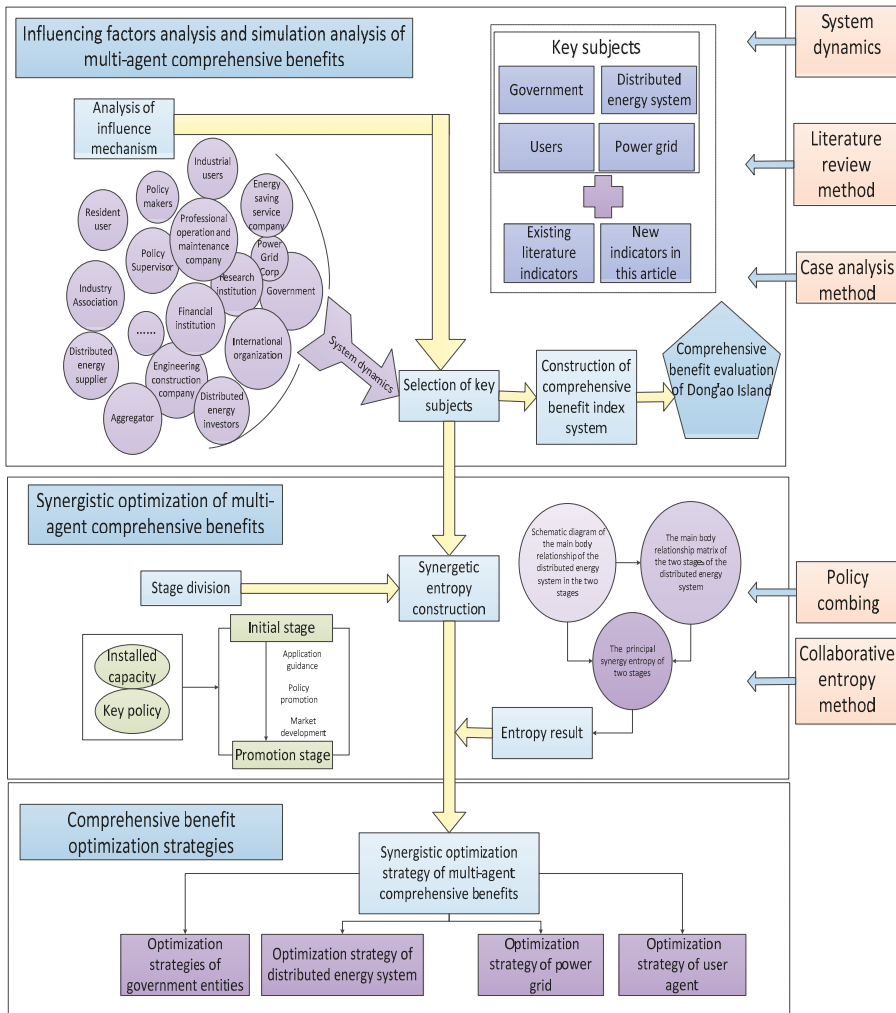 Influencing factors analysis and simulation analysis of
multi-agent comprehensive benefits
Analysis of
influence
mechanism
Industrial
users
Policy
makers
Energy
saving
service
company
Resident
user
Professional
operation and
maintenance
company
Policy
Supervisor
Power
Grid
Corp
Research
institution
Government
Industry
Association
Financial
institution
......
International
organization
Distributed
energy
supplier
Engineering
construction
company
Distributed
energy
investors
Aggregator
System dynamics
Key subjects
Government
Distributed
energy system
Users
Power grid
Existing
literature
indicators
New
indicators in
this article
Selection of key
subjects
Construction of
comprehensive
benefit index
system
Comprehensive
benefit evaluation
of Dong'ao Island
System
dynamics
Literature
review
method
Case analysis
method
Synergistic optimization of multi-
agent comprehensive benefits
Stage division
Synergetic
entropy
construction
Schematic diagram of
the main body
relationship of the
distributed energy
system in the two
stages
The main body
relationship matrix of
the two stages of the
distributed energy
system
The principal
synergy entropy of
two stages
Entropy result
Installed
capacity
Key policy
Initial stage
Application
guidance
Policy
promotion
Market
development
Promotion stage
Policy
combing
Collaborative
entropy
method
Comprehensive benefit
optimization strategies
Synergistic optimization
strategy of multi-agent
comprehensive benefits
Optimization
strategies of
government entities
Optimization strategy of
distributed energy system
Optimization
strategy of power
grid
Optimization
strategy of user
agent